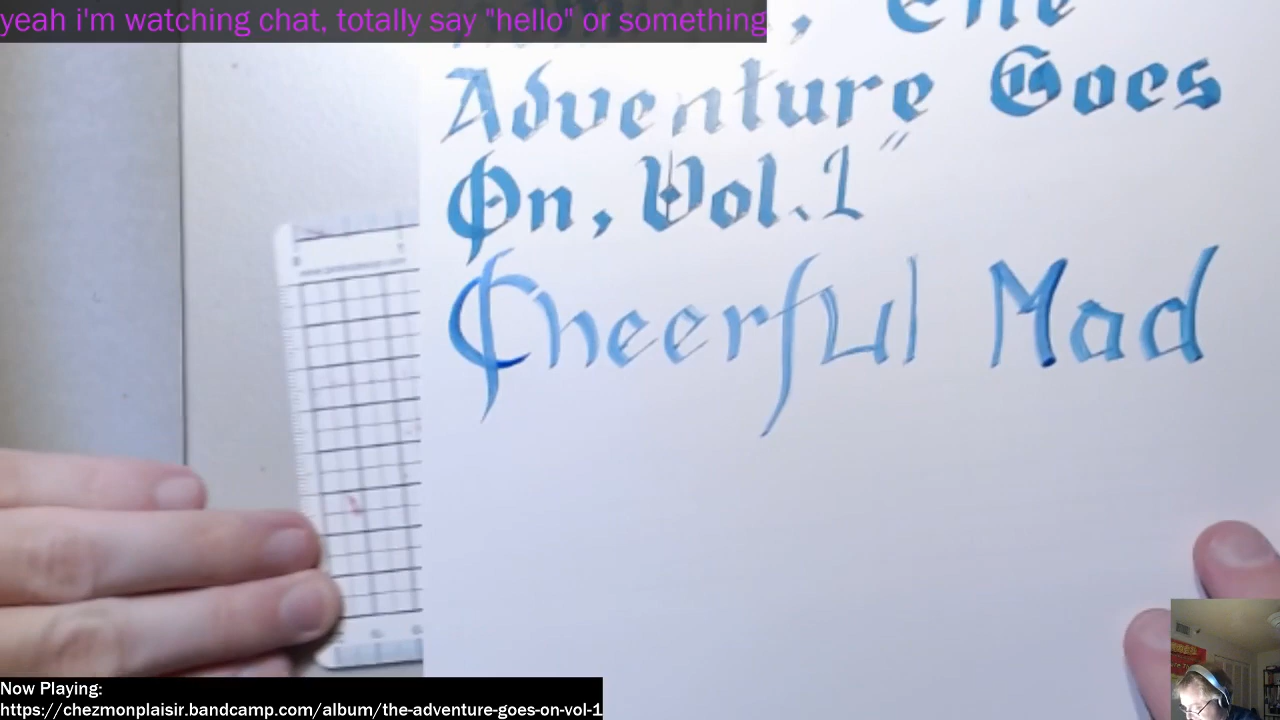 yeah i'm watching chat, totally say "hello" or something
, The
Adventure Goes
On, Vol. 1"
Cheerful Mad
Now Playing:
https://chezmonplaisir.bandcamp.com/album/the-adventure-goes-on-vol-1